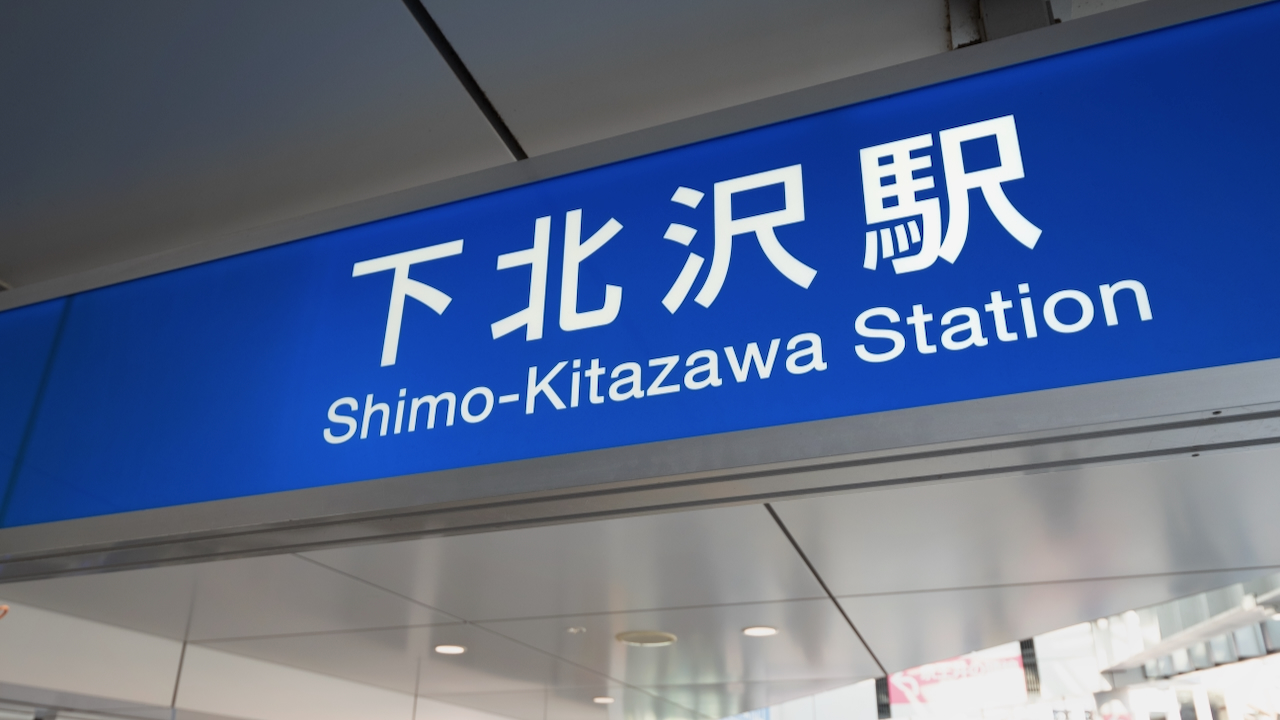 下北沢駅
Shimo-Kitazawa Station